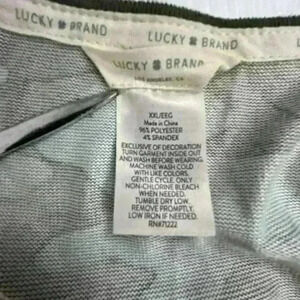 LUCKY BRAND LUCKY BRAND
LUCKY BRAND
LOS ANGELES, CA
XXL/EEG
Made in China
96% POLYESTER
4% SPANDEX
EXCLUSIVE OF DECORATION
TURN GARMENT INSIDE OUT
AND WASH BEFORE WEARING.
MACHINE WASH COLD
WITH LIKE COLORS,
GENTLE CYCLE. ONLY
NON-CHLORINE BLEACH
WHEN NEEDED.
TUMBLE DRY LOW.
REMOVE PROMPTLY.
LOW IRON IF NEEDED.
RN#71222